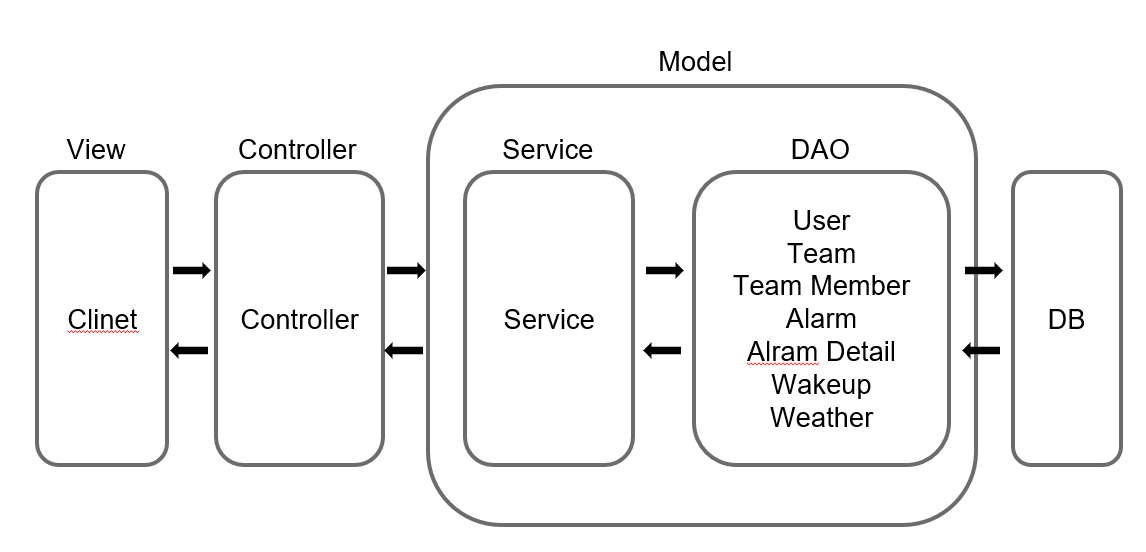 Model
View
Controller
Service
DAO
Clinet
Controller
Service
User
Team
Team Member
Alarm
Alram Detail
Wakeup
Weather
DB